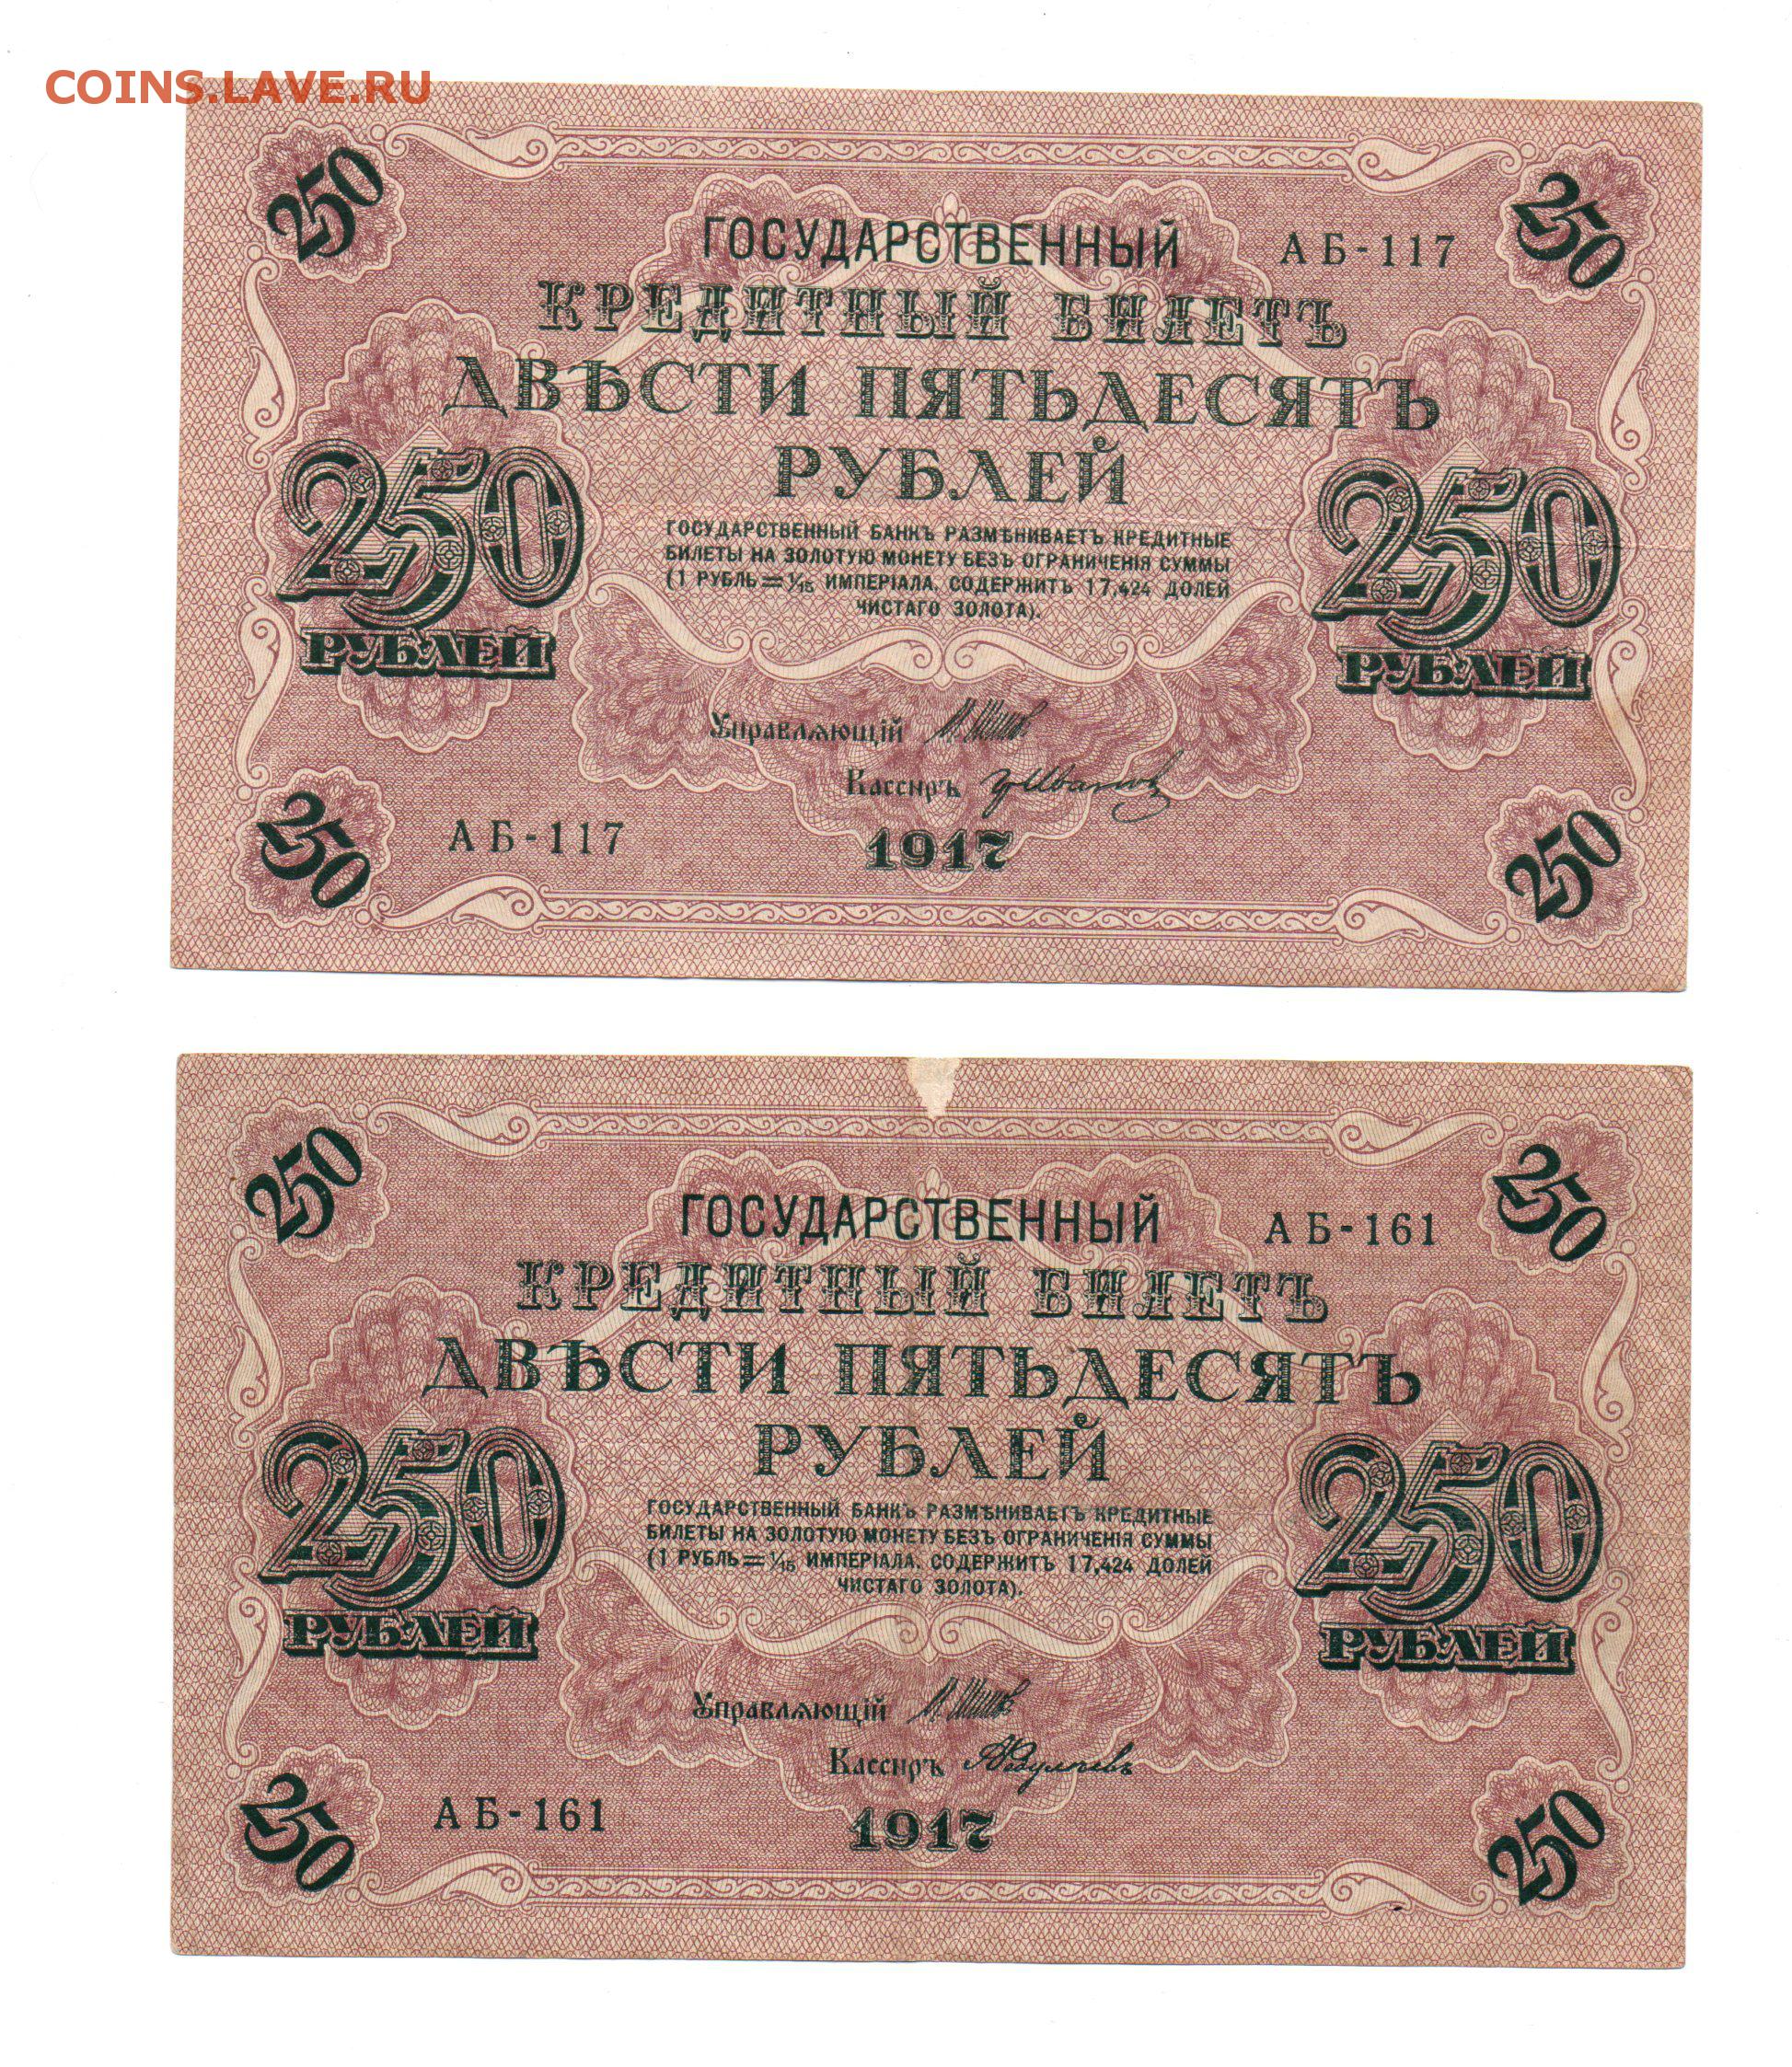 COINS.LAVE.RU
250 250
ГОСУДАРСТВЕННЫЙ АБ-117
КРЕДИТНЫЙ БИЛЕТЪ
ДВѢСТИ ПЯТЬДЕСЯТЪ
РУБЛЕЙ
250 250
ГОСУДАРСТВЕННЫЙ БАНКЪ РАЗМѢНИВАЕТЪ КРЕДИТНЫЕ
БИЛЕТЫ НА ЗОЛОТУЮ МОНЕТУ БЕЗЪ ОГРАНИЧЕНІЯ СУММЫ
(1 РУБЛЬ=1/15 ИМПЕРІАЛА, СОДЕРЖИТЪ 17,424 ДОЛЕЙ
ЧИСТАГО ЗОЛОТА).
РУБЛЕЙ РУБЛЕЙ
Управляющій И. Шипов
Кассиръ Гр Иванов
АБ-117
250 1917 250
250 250
ГОСУДАРСТВЕННЫЙ АБ-161
КРЕДИТНЫЙ БИЛЕТЪ
ДВѢСТИ ПЯТЬДЕСЯТЪ
РУБЛЕЙ
250 250
ГОСУДАРСТВЕННЫЙ БАНКЪ РАЗМѢНИВАЕТЪ КРЕДИТНЫЕ
БИЛЕТЫ НА ЗОЛОТУЮ МОНЕТУ БЕЗЪ ОГРАНИЧЕНІЯ СУММЫ
(1 РУБЛЬ=1/15 ИМПЕРІАЛА, СОДЕРЖИТЪ 17,424 ДОЛЕЙ
ЧИСТАГО ЗОЛОТА).
РУБЛЕЙ РУБЛЕЙ
Управляющій И. Шипов
Кассиръ
АБ-161
250 1917 250